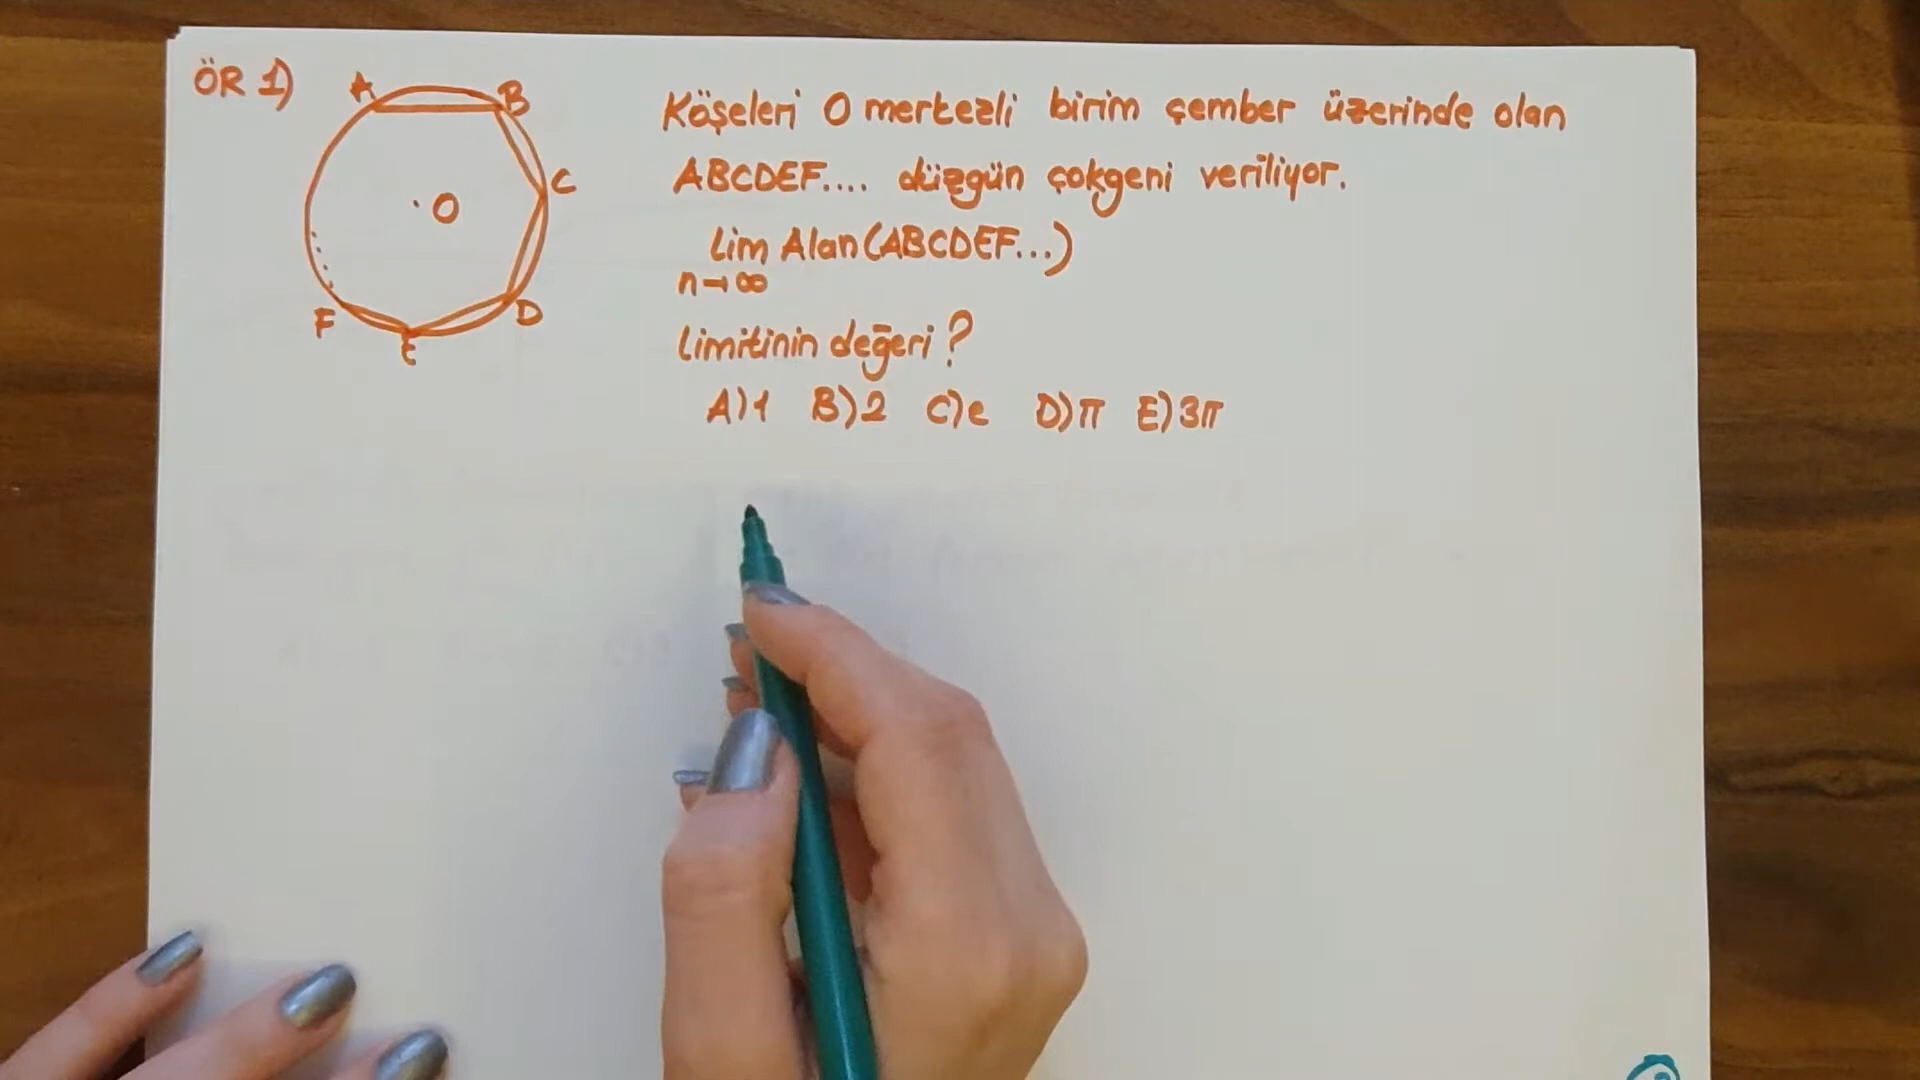 ÖR 1)
A
B
C
O
D
E
F
Köşeleri O merkezli birim çember üzerinde olan
ABCDEF.... düzgün çokgeni veriliyor.
Lim Alan(ABCDEF...)
n→∞
Limitinin değeri?
A)1 B)2 C)e D)π E)3π